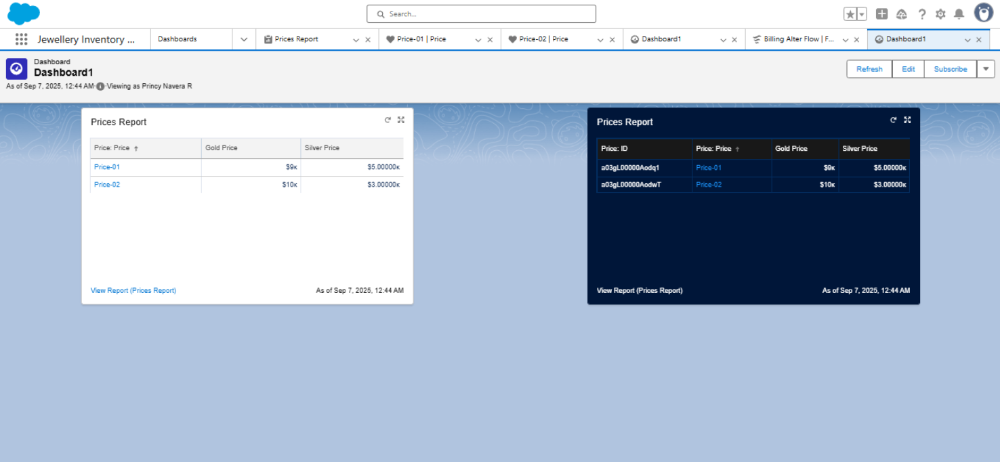 Search...
Jewellery Inventory ...
Dashboards
Prices Report
Price-01 | Price
Price-02 | Price
Dashboard1
Billing Alter Flow | F...
Dashboard1
Dashboard
Dashboard1
As of Sep 7, 2025, 12:44 AM·Viewing as Princy Navera R
Refresh
Edit
Subscribe
Prices Report
Price: Price ↑
Gold Price
Silver Price
Price-01
$9K
$5.00000K
Price-02
$10K
$3.00000K
View Report (Prices Report)
As of Sep 7, 2025, 12:44 AM
Prices Report
Price: ID
Price: Price ↑
Gold Price
Silver Price
a03gL00000Aodq1
Price-01
$9K
$5.00000K
a03gL00000AodwT
Price-02
$10K
$3.00000K
View Report (Prices Report)
As of Sep 7, 2025, 12:44 AM